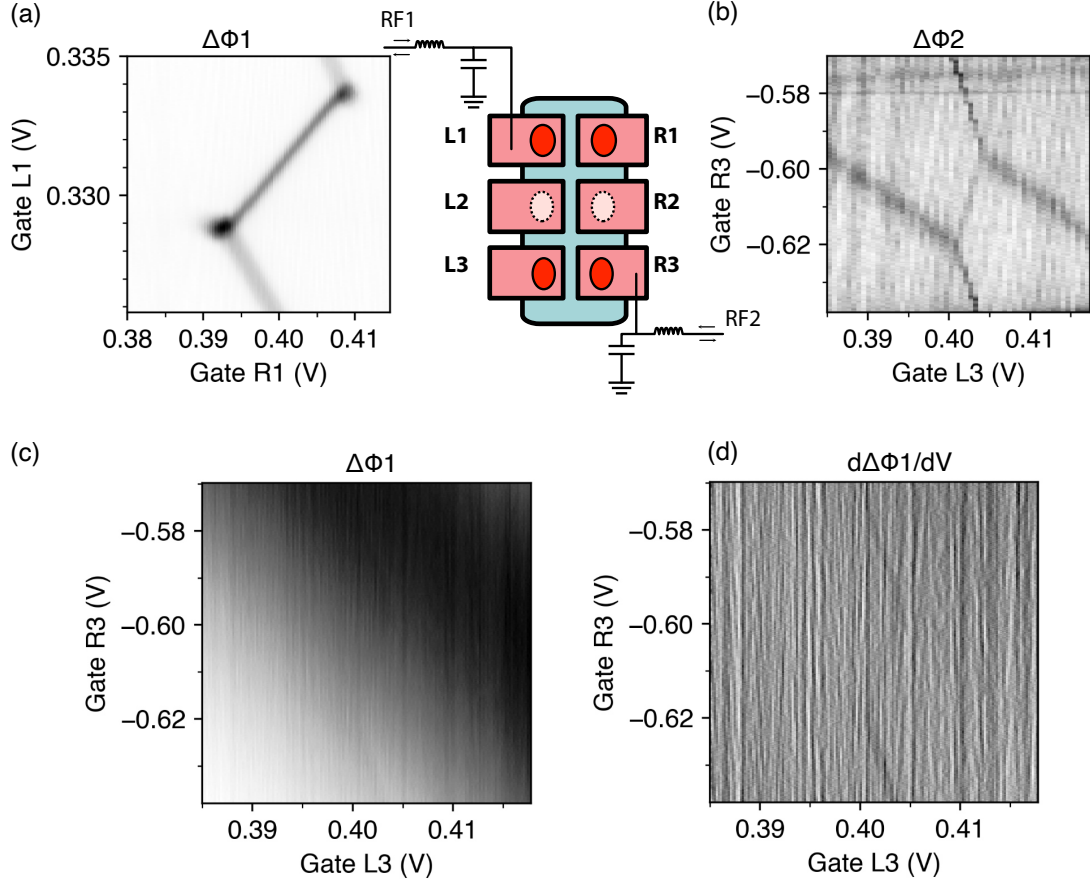 (a)
ΔΦ1
0.335
0.330
Gate L1 (V)
0.38 0.39 0.40 0.41
Gate R1 (V)
RF1
L1 R1
L2 R2
L3 R3
RF2
(b)
ΔΦ2
−0.58
−0.60
−0.62
Gate R3 (V)
0.39 0.40 0.41
Gate L3 (V)
(c)
ΔΦ1
−0.58
−0.60
−0.62
Gate R3 (V)
0.39 0.40 0.41
Gate L3 (V)
(d)
dΔΦ1/dV
−0.58
−0.60
−0.62
Gate R3 (V)
0.39 0.40 0.41
Gate L3 (V)